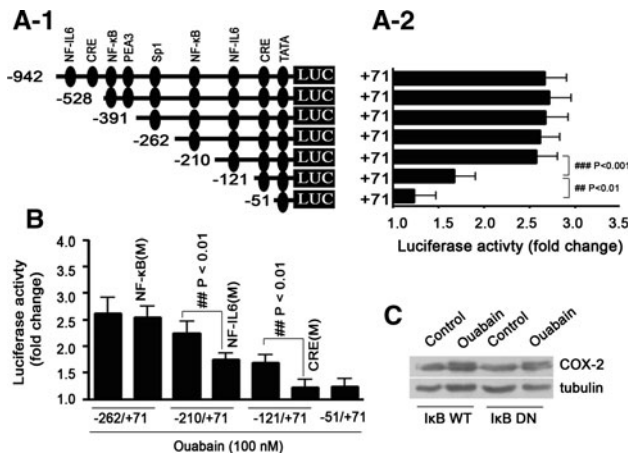 A-1
A-2
NF-IL6
CRE
NF-κB
PEA3
Sp1
NF-κB
NF-IL6
CRE
TATA
-942
LUC
-528
LUC
-391
LUC
-262
LUC
-210
LUC
-121
LUC
-51
LUC
+71
+71
+71
+71
+71
+71
+71
### P<0.001
## P<0.01
1.0 1.5 2.0 2.5 3.0 3.5
Luciferase activty (fold change)
B
Luciferase activty
(fold change)
4.0
3.5
3.0
2.5
2.0
1.5
1.0
NF-κB(M)
## P < 0.01
NF-IL6(M)
## P < 0.01
CRE(M)
-262/+71 -210/+71 -121/+71 -51/+71
Ouabain (100 nM)
C
Control
Ouabain
Control
Ouabain
COX-2
tubulin
IκB WT IκB DN